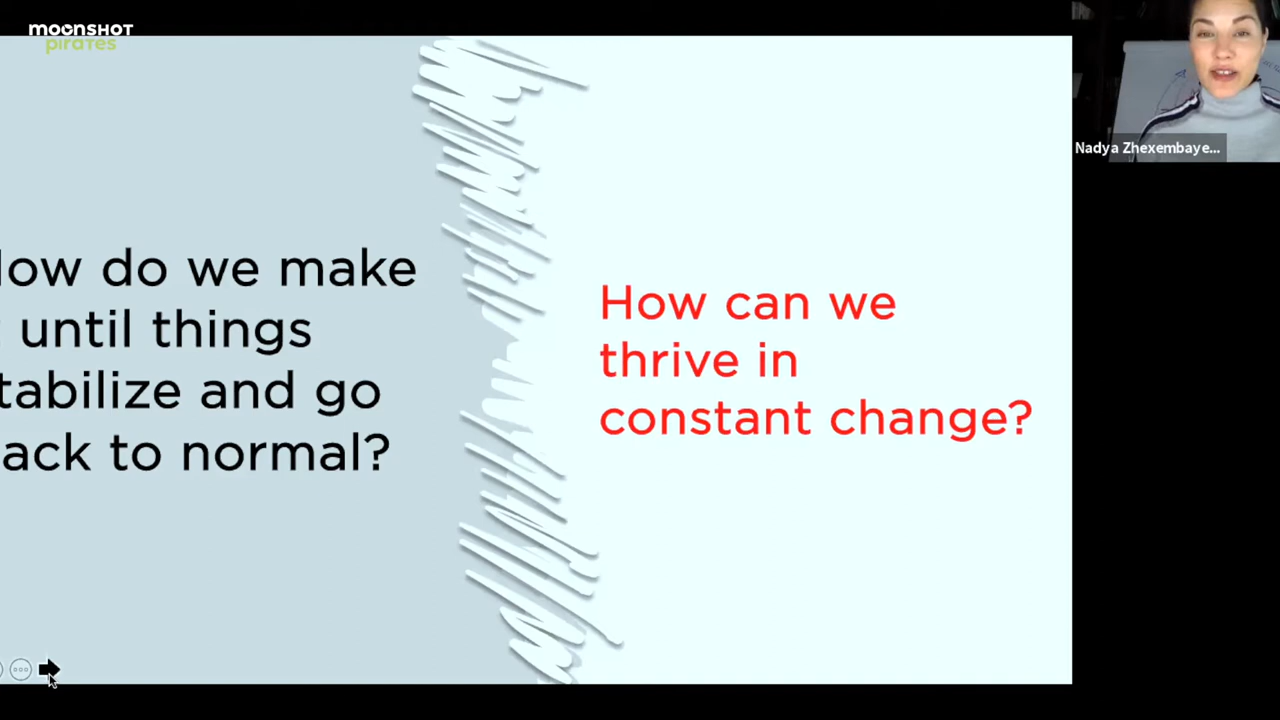 moonshot
pirates
ow do we make
until things
tabilize and go
ack to normal?
How can we
thrive in
constant change?
Nadya Zhexembaye...